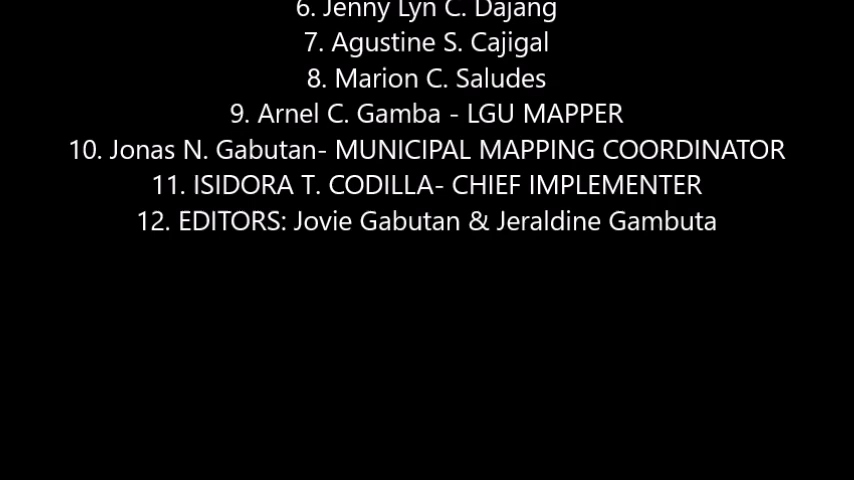 6. Jenny Lyn C. Dajang
7. Agustine S. Cajigal
8. Marion C. Saludes
9. Arnel C. Gamba - LGU MAPPER
10. Jonas N. Gabutan- MUNICIPAL MAPPING COORDINATOR
11. ISIDORA T. CODILLA- CHIEF IMPLEMENTER
12. EDITORS: Jovie Gabutan & Jeraldine Gambuta